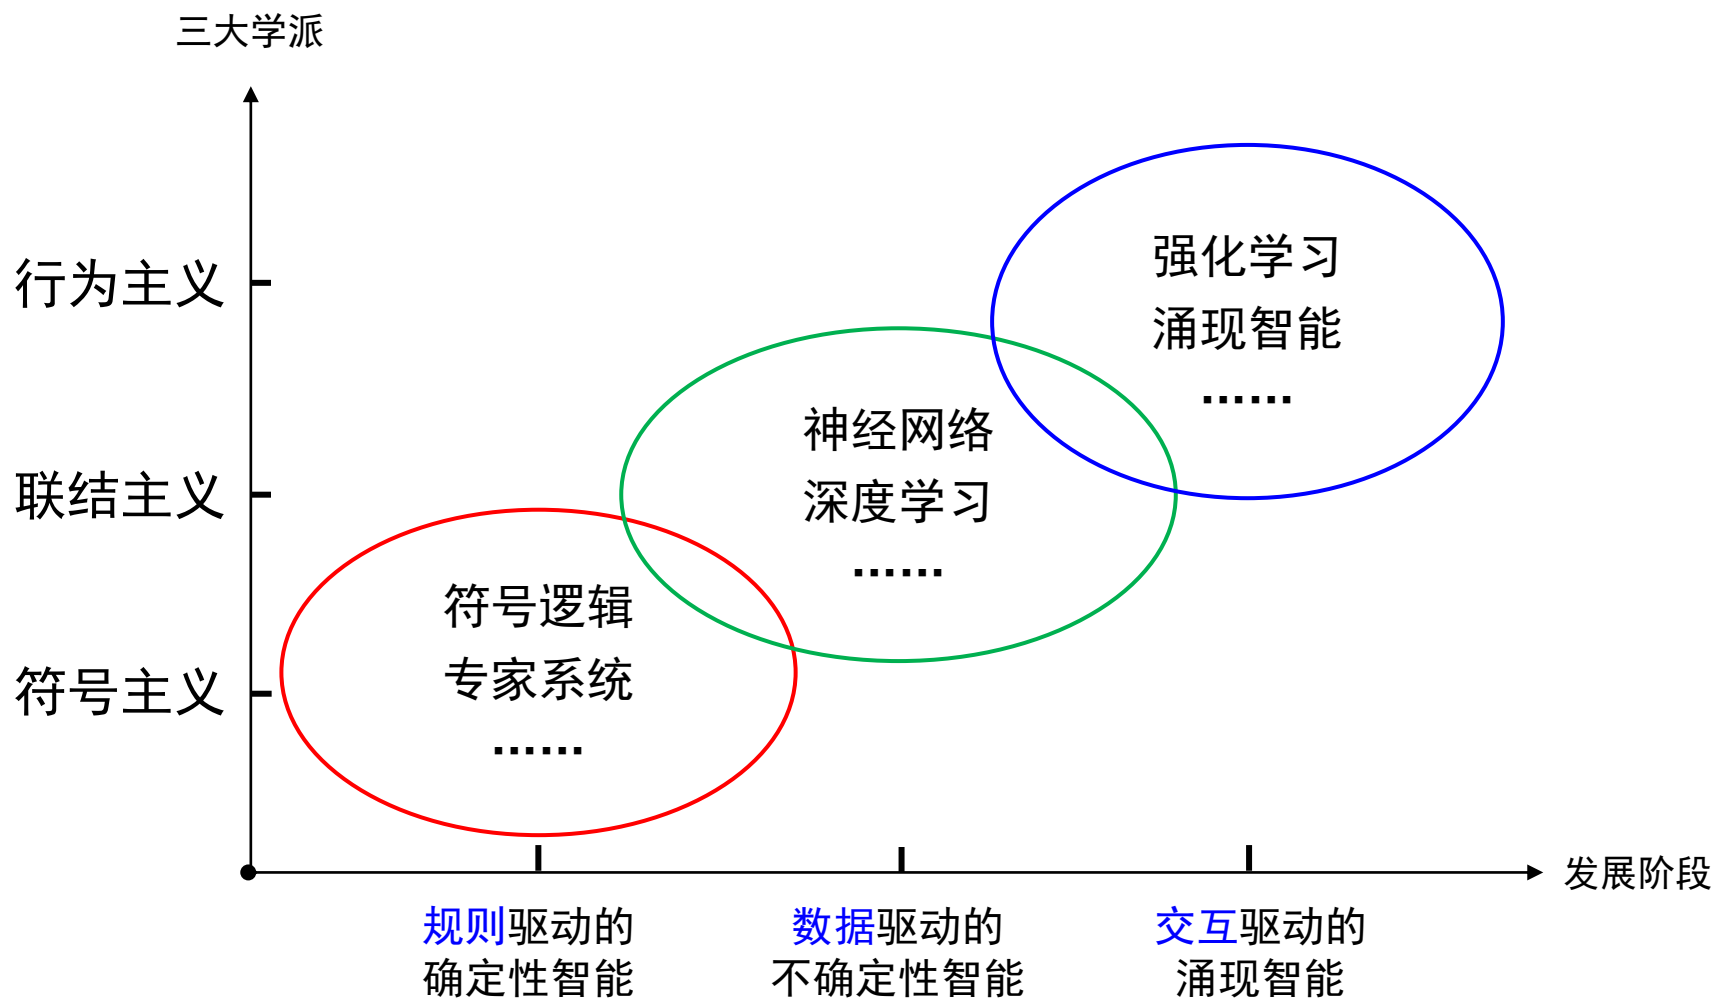 三大学派
行为主义
强化学习
涌现智能
……
联结主义
神经网络
深度学习
……
符号主义
符号逻辑
专家系统
……
发展阶段
规则驱动的
确定性智能
数据驱动的
不确定性智能
交互驱动的
涌现智能